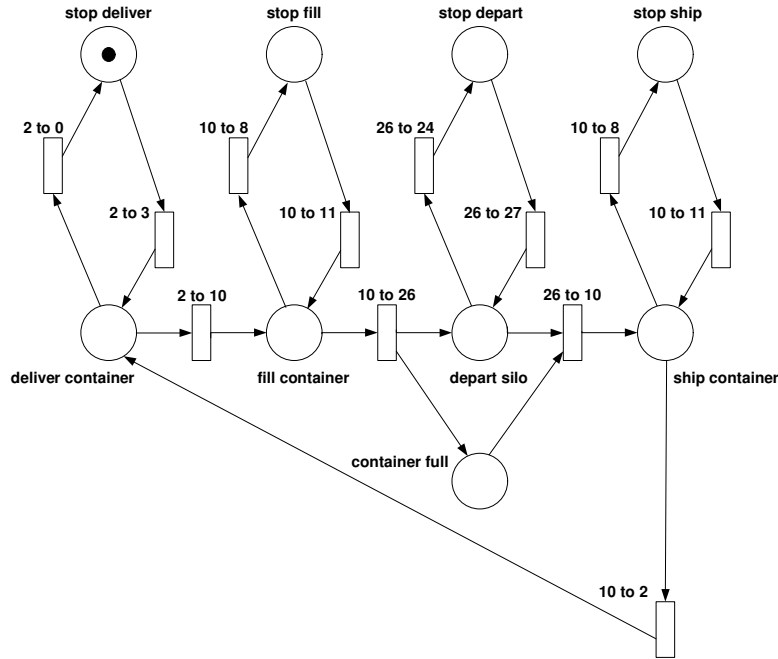 stop deliver
stop fill
stop depart
stop ship
2 to 0
10 to 8
26 to 24
10 to 8
2 to 3
10 to 11
26 to 27
10 to 11
2 to 10
10 to 26
26 to 10
deliver container
fill container
depart silo
ship container
container full
10 to 2